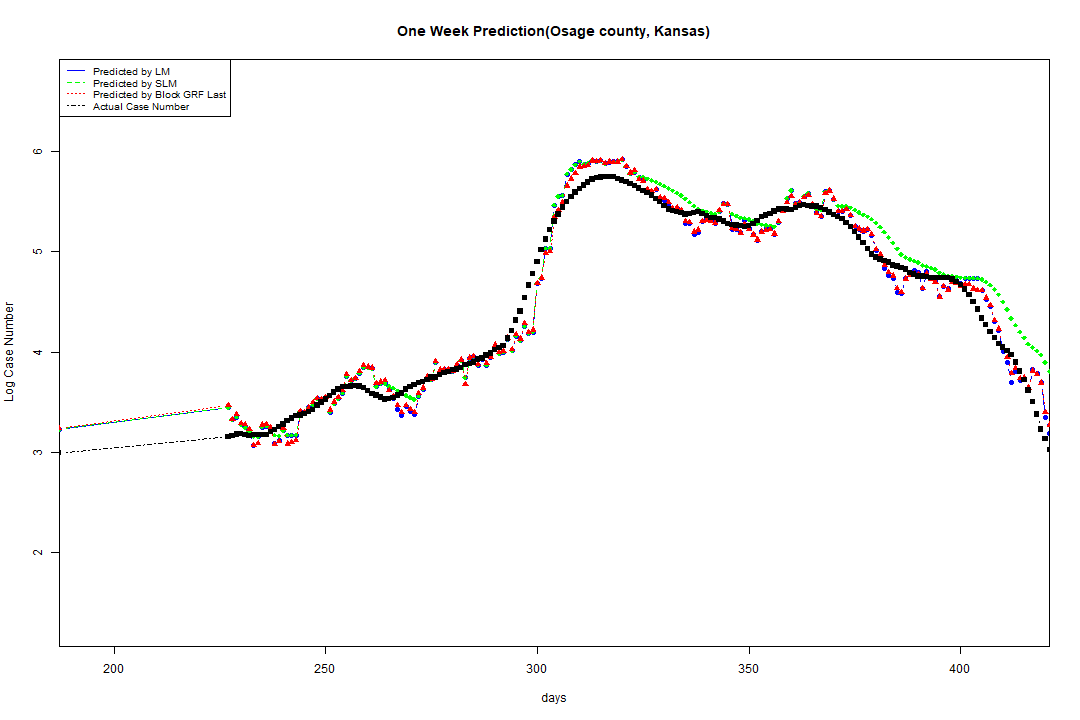 One Week Prediction(Osage county, Kansas)
Predicted by LM
Predicted by SLM
Predicted by Block GRF Last
Actual Case Number
6
5
4
3
2
Log Case Number
200 250 300 350 400
days